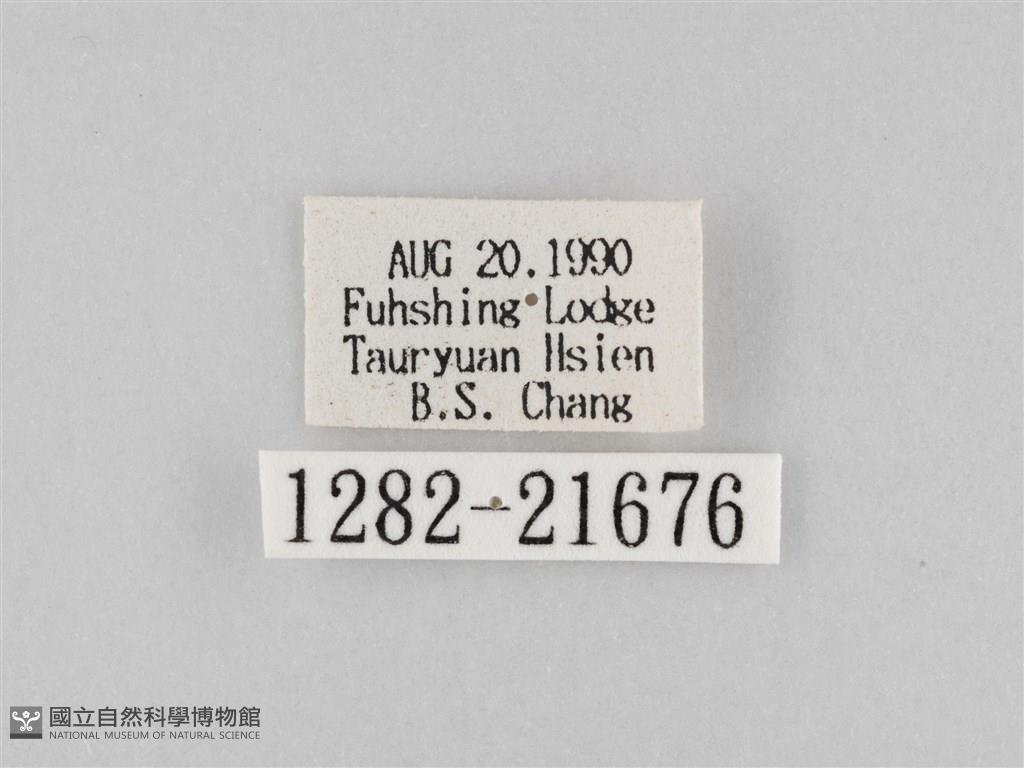 AUG 20.1990
Fuhshing Lodge
Tauryuan Hsien
B.S. Chang
1282-21676
國立自然科學博物館
NATIONAL MUSEUM OF NATURAL SCIENCE